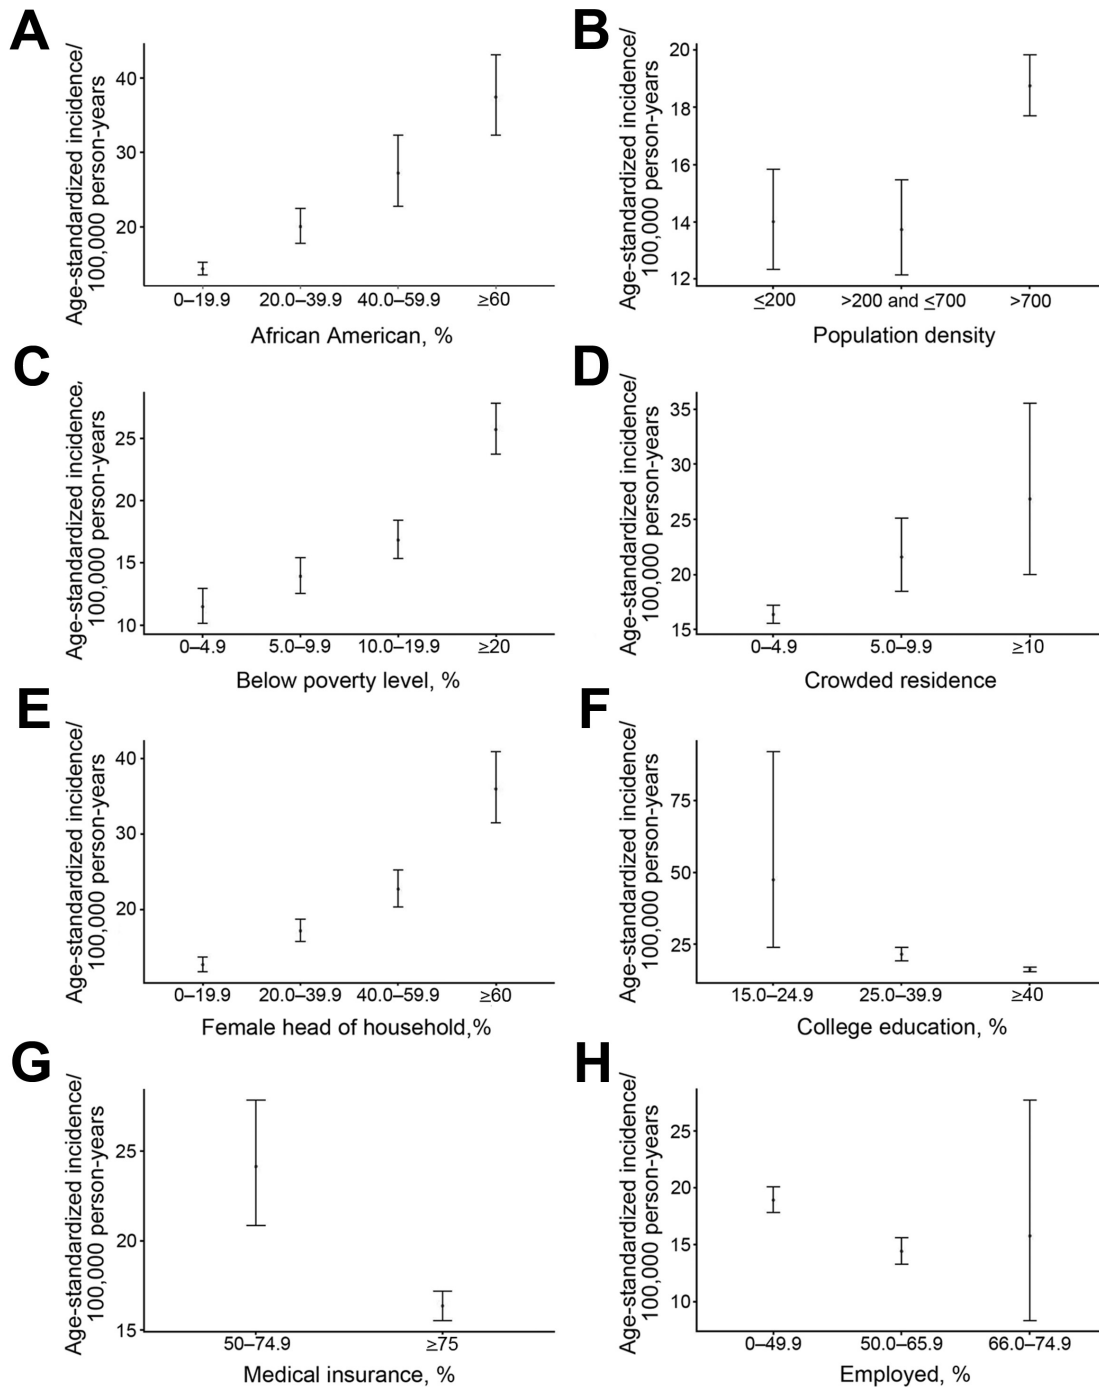 A
Age-standardized incidence/
100,000 person-years
40
30
20
0–19.9 20.0–39.9 40.0–59.9 ≥60
African American, %
B
Age-standardized incidence/
100,000 person-years
20
18
16
14
12
≤200 >200 and ≤700 >700
Population density
C
Age-standardized incidence,
100,000 person-years
25
20
15
10
0–4.9 5.0–9.9 10.0–19.9 ≥20
Below poverty level, %
D
Age-standardized incidence/
100,000 person-years
35
30
25
20
15
0–4.9 5.0–9.9 ≥10
Crowded residence
E
Age-standardized incidence/
100,000 person-years
40
30
20
0–19.9 20.0–39.9 40.0–59.9 ≥60
Female head of household,%
F
Age-standardized incidence/
100,000 person-years
75
50
25
15.0–24.9 25.0–39.9 ≥40
College education, %
G
Age-standardized incidence/
100,000 person-years
25
20
15
50–74.9 ≥75
Medical insurance, %
H
Age-standardized incidence/
100,000 person-years
25
20
15
10
0–49.9 50.0–65.9 66.0–74.9
Employed, %